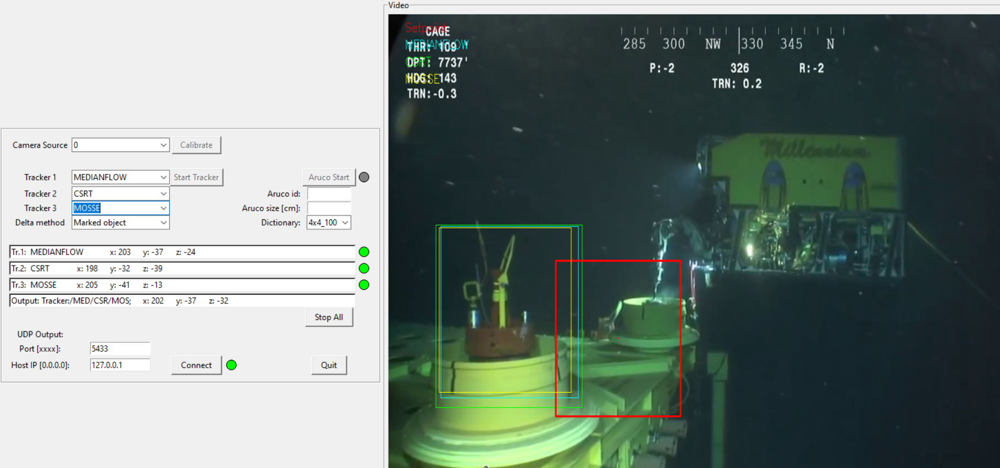 Camera Source 0 Calibrate
Tracker 1 MEDIANFLOW Start Tracker Aruco Start
Tracker 2 CSRT Aruco id:
Tracker 3 MOSSE Aruco size [cm]:
Delta method Marked object Dictionary: 4x4_100
Tr.1: MEDIANFLOW x: 203 y: -37 z: -24
Tr.2: CSRT x: 198 y: -32 z: -39
Tr.3: MOSSE x: 205 y: -41 z: -13
Output: Tracker:/MED/CSR/MOS; x: 202 y: -37 z: -32
Stop All
UDP Output:
Port [xxxx]: 5433
Host IP [0.0.0.0]: 127.0.0.1 Connect Quit
Video
Setpoint
CAGE
MEDIANFLOW
THR: 109 '
CSRT
DPT: 7737'
MOSSE
HDG: 143
TRN:-0.3
285 300 NW 330 345 N
P:-2 326 R:-2
TRN: 0.2
Millennium